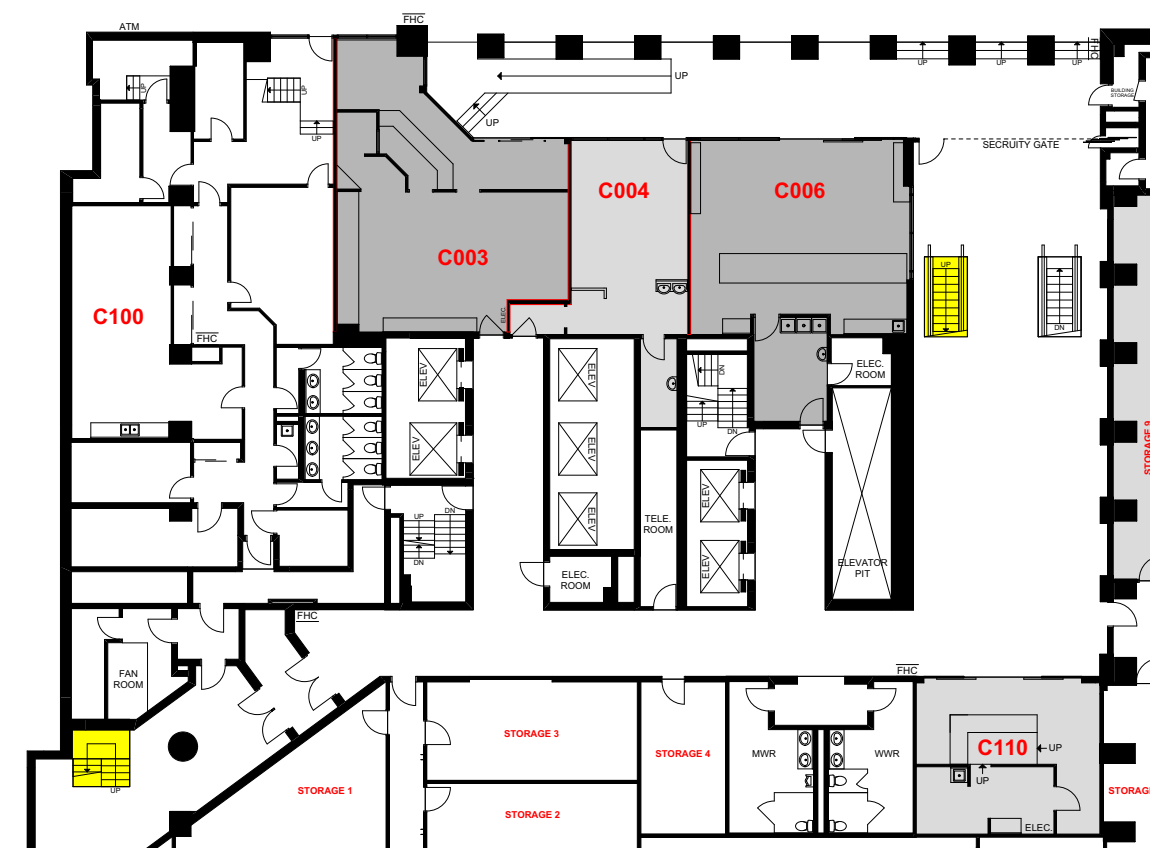 ATM
FHC
FHC
UP
UP
UP
UP
UP
UP
UP
UP
BUILDING
STORAGE
SECRUITY GATE
C004
C006
C003
C100
UP
DN
ELEC
FHC
ELEV
ELEV
ELEV
ELEV
ELEV
DN
UP
DN
ELEC.
ROOM
STORAGE 9
ELEV
ELEV
UP
DN
DN
TELE.
ROOM
ELEC.
ROOM
ELEVATOR
PIT
FHC
FHC
FAN
ROOM
STORAGE 3
STORAGE 4
MWR
WWR
C110
UP
UP
UP
STORAGE 1
STORAGE 2
ELEC.
STORAGE